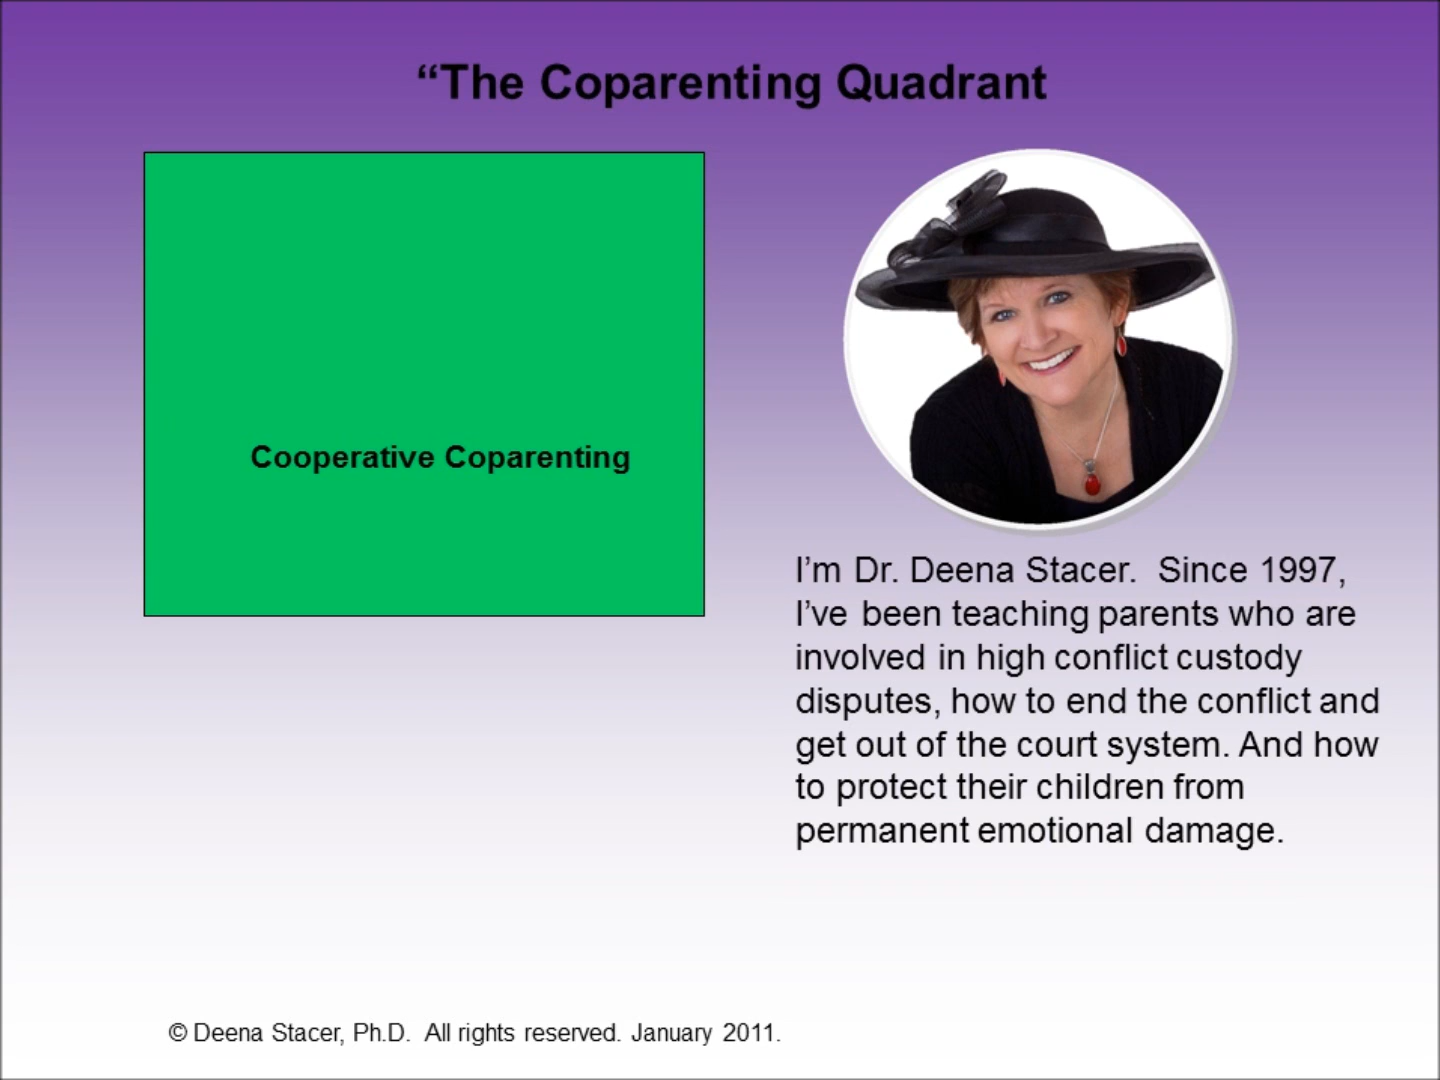 “The Coparenting Quadrant
Cooperative Coparenting
I’m Dr. Deena Stacer.  Since 1997,
I’ve been teaching parents who are
involved in high conflict custody
disputes, how to end the conflict and
get out of the court system. And how
to protect their children from
permanent emotional damage.
© Deena Stacer, Ph.D.  All rights reserved. January 2011.